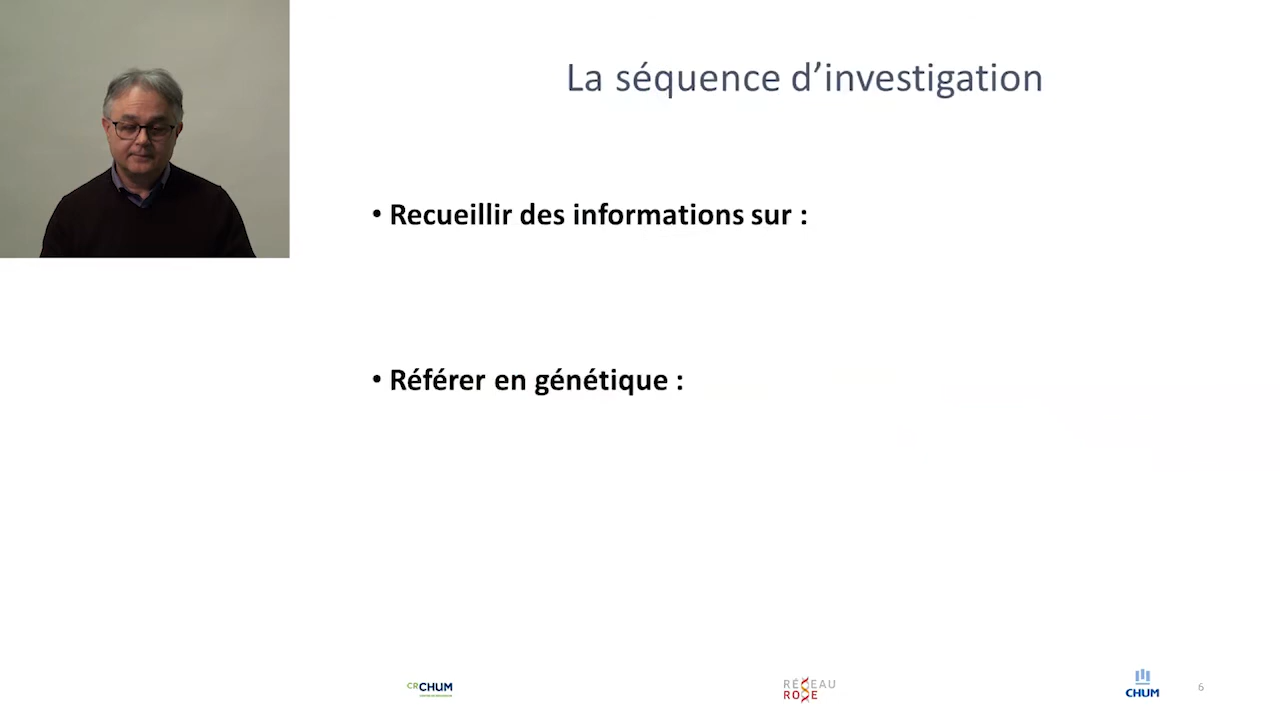 La séquence d’investigation
• Recueillir des informations sur :
• Référer en génétique :
CRCHUM
RÉSEAU
ROSE
CHUM
6